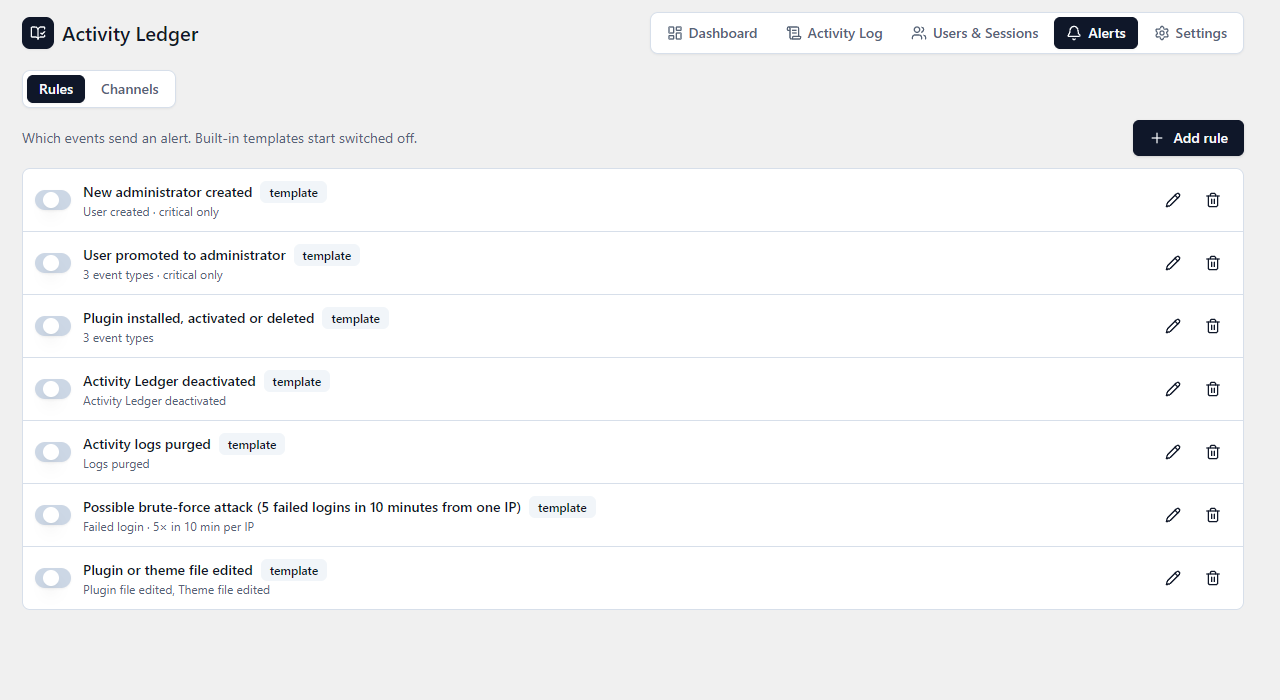 Activity Ledger
Dashboard
Activity Log
Users & Sessions
Alerts
Settings
Rules
Channels
Which events send an alert. Built-in templates start switched off.
Add rule
New administrator created template
User created · critical only
User promoted to administrator template
3 event types · critical only
Plugin installed, activated or deleted template
3 event types
Activity Ledger deactivated template
Activity Ledger deactivated
Activity logs purged template
Logs purged
Possible brute-force attack (5 failed logins in 10 minutes from one IP) template
Failed login · 5× in 10 min per IP
Plugin or theme file edited template
Plugin file edited, Theme file edited